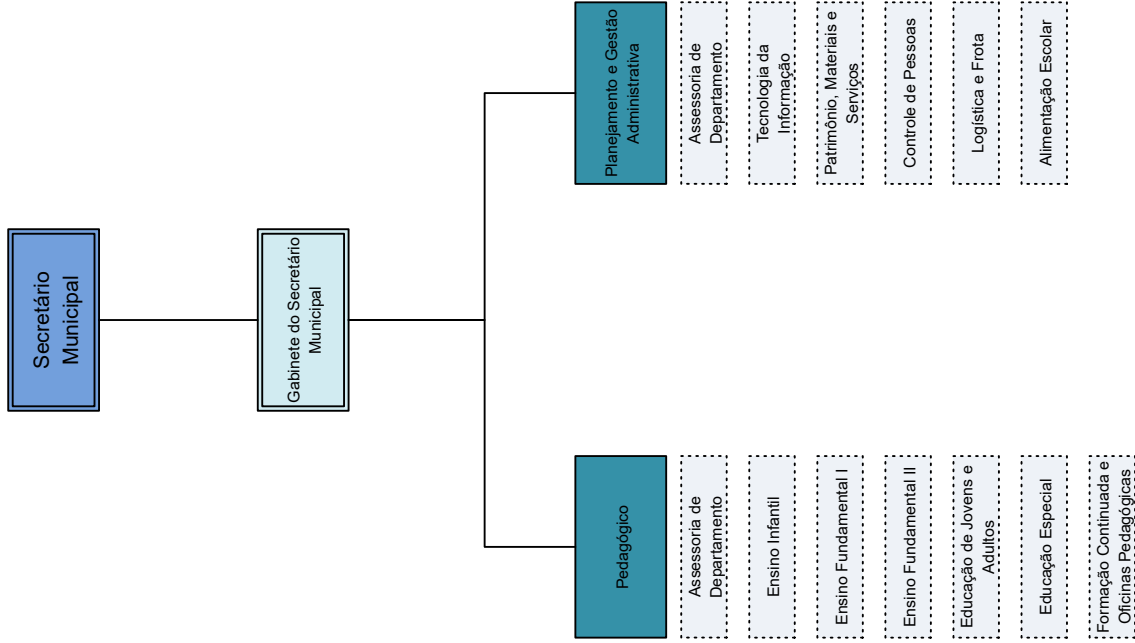 Secretário
Municipal
Gabinete do Secretário
Municipal
Pedagógico
Assessoria de
Departamento
Ensino Infantil
Ensino Fundamental I
Ensino Fundamental II
Educação de Jovens e
Adultos
Educação Especial
Formação Continuada e
Oficinas Pedagógicas
Planejamento e Gestão
Administrativa
Assessoria de
Departamento
Tecnologia da
Informação
Patrimônio, Materiais e
Serviços
Controle de Pessoas
Logística e Frota
Alimentação Escolar